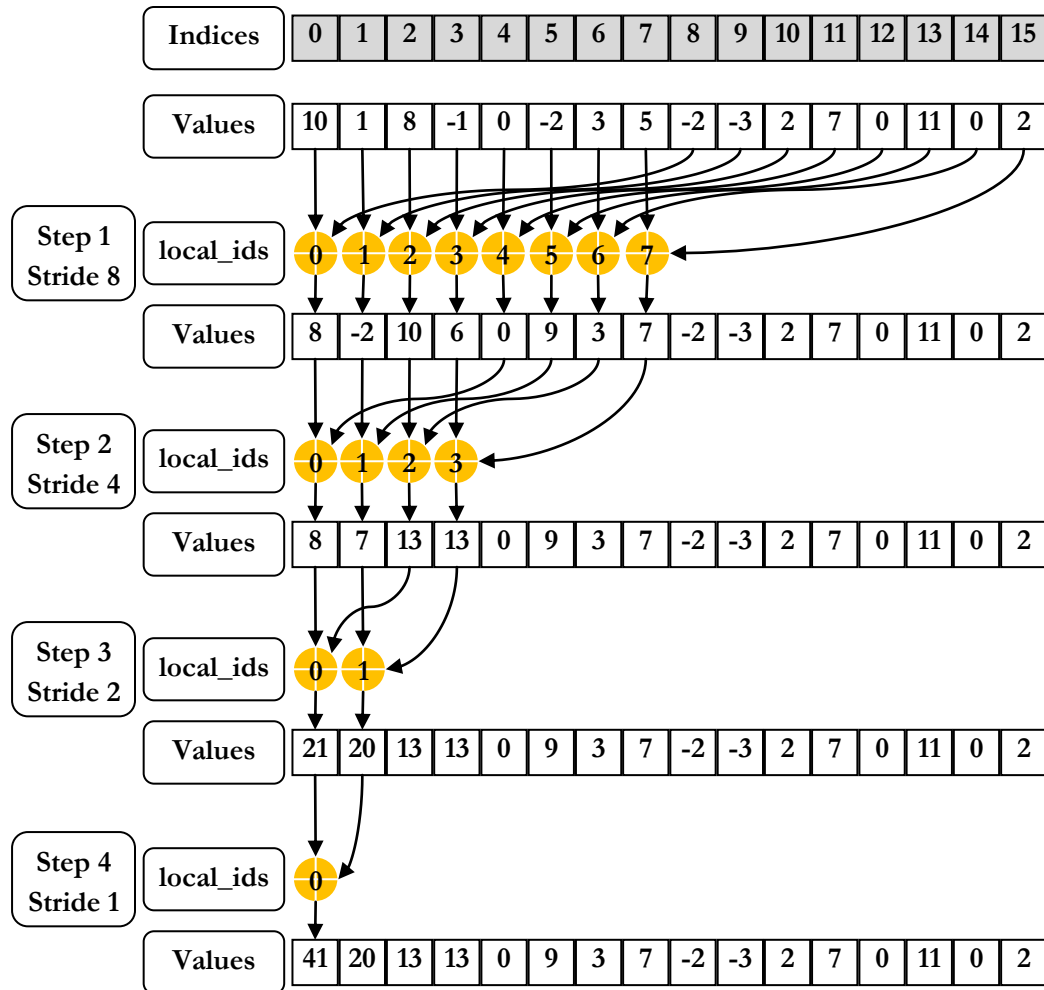 Indices 0 1 2 3 4 5 6 7 8 9 10 11 12 13 14 15
Values 10 1 8 -1 0 -2 3 5 -2 -3 2 7 0 11 0 2
Step 1
Stride 8
local_ids 0 1 2 3 4 5 6 7
Values 8 -2 10 6 0 9 3 7 -2 -3 2 7 0 11 0 2
Step 2
Stride 4
local_ids 0 1 2 3
Values 8 7 13 13 0 9 3 7 -2 -3 2 7 0 11 0 2
Step 3
Stride 2
local_ids 0 1
Values 21 20 13 13 0 9 3 7 -2 -3 2 7 0 11 0 2
Step 4
Stride 1
local_ids 0
Values 41 20 13 13 0 9 3 7 -2 -3 2 7 0 11 0 2